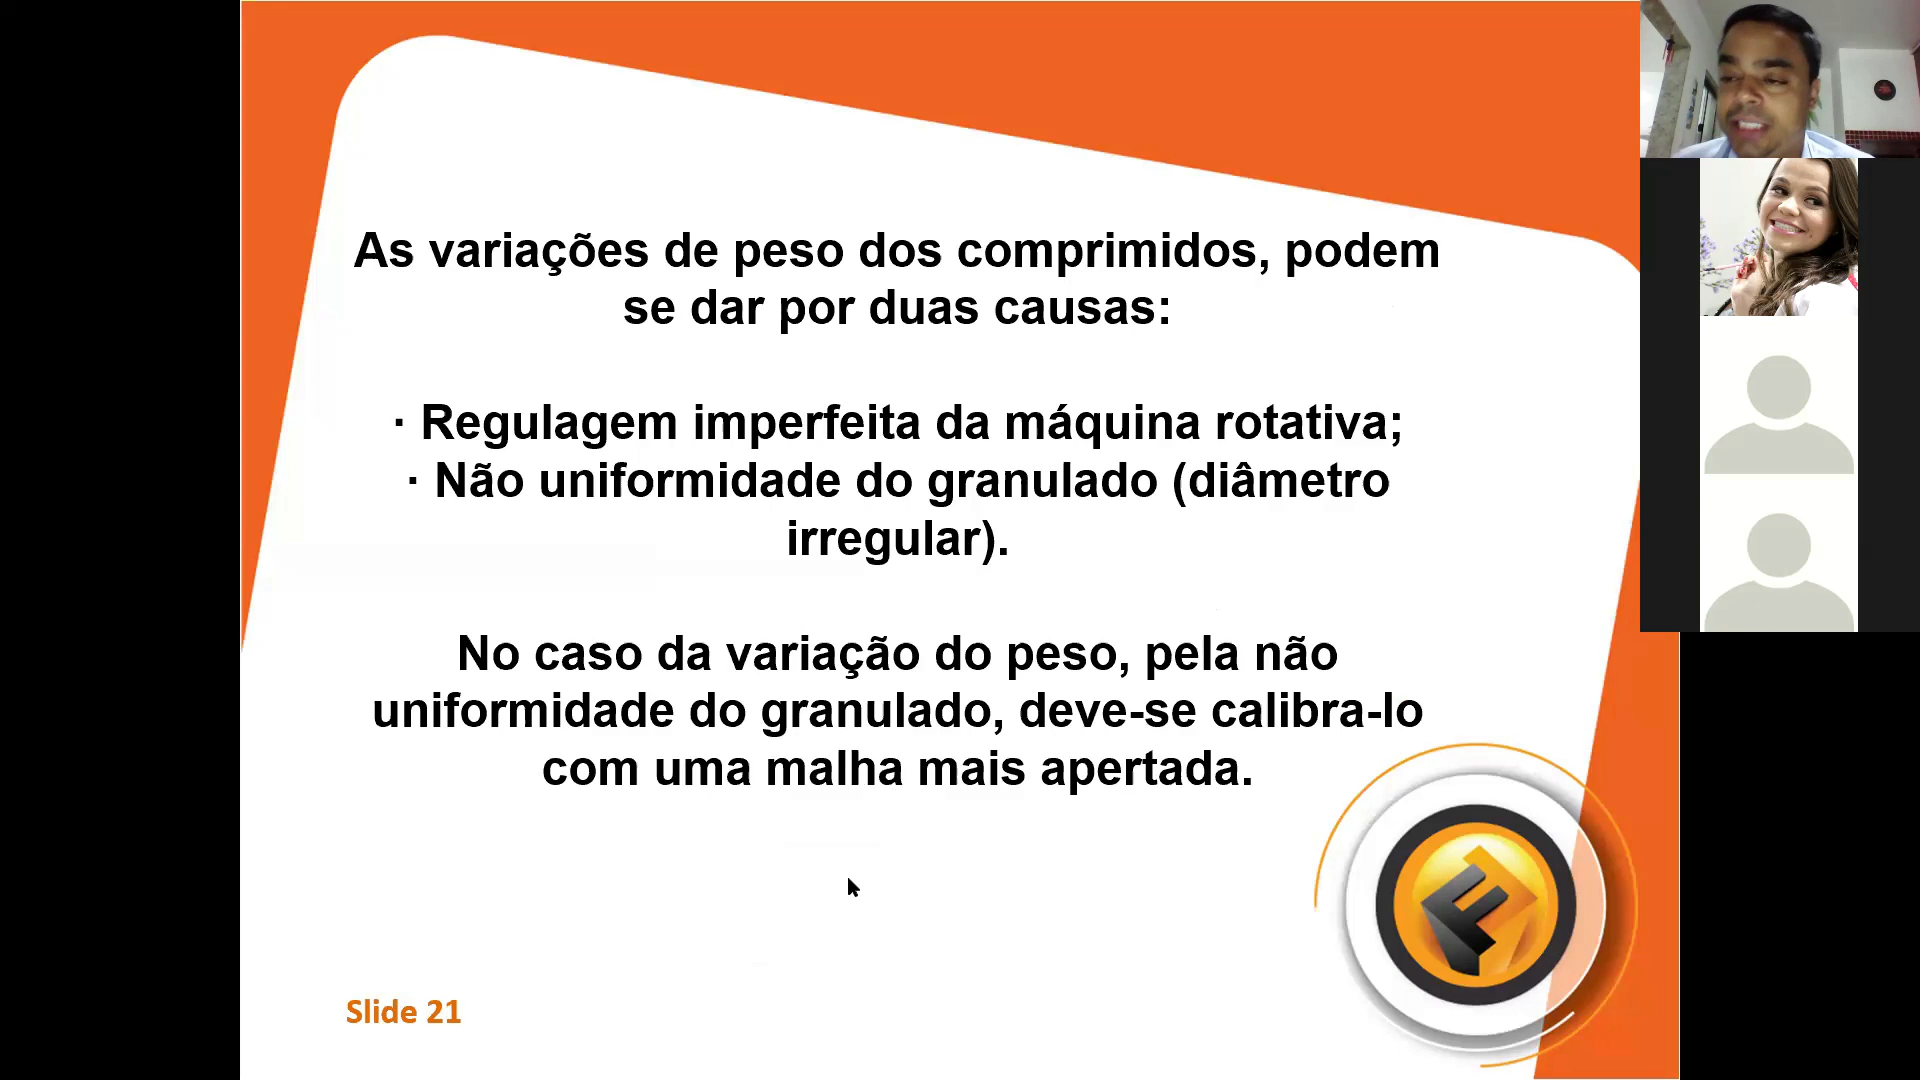 As variações de peso dos comprimidos, podem
se dar por duas causas:
· Regulagem imperfeita da máquina rotativa;
· Não uniformidade do granulado (diâmetro
irregular).
No caso da variação do peso, pela não
uniformidade do granulado, deve-se calibra-lo
com uma malha mais apertada.
Slide 21